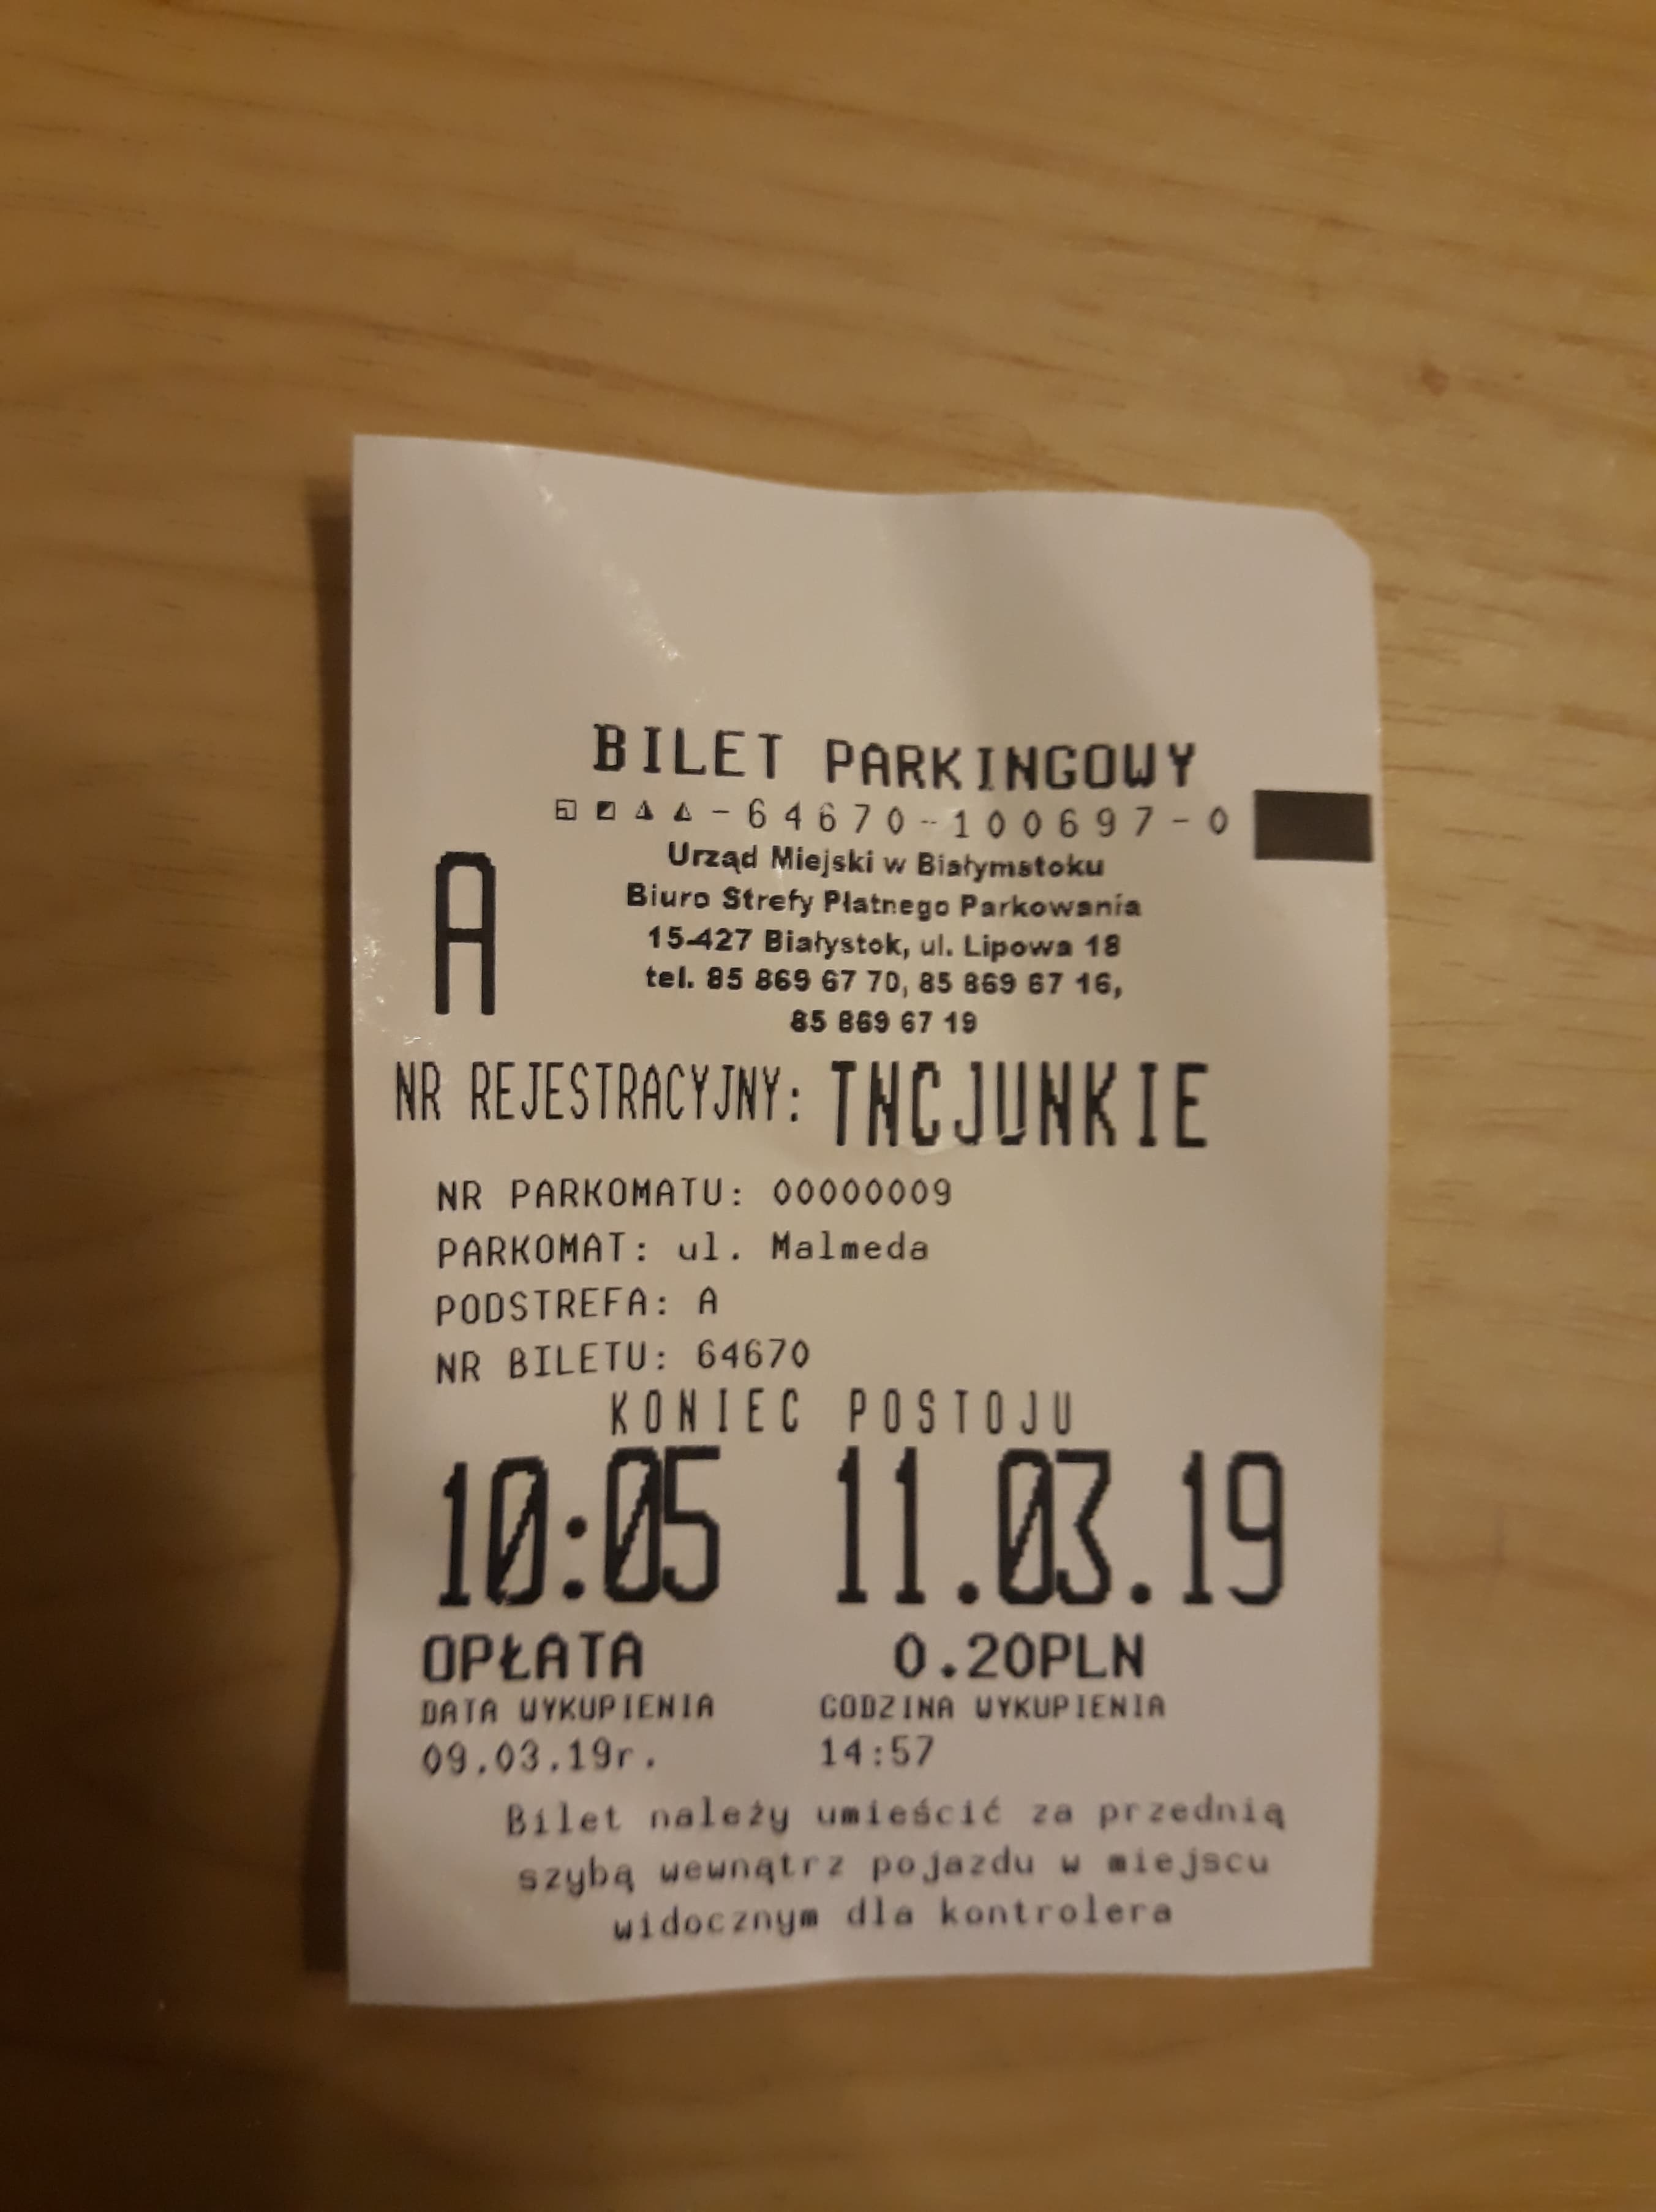 BILET PARKINGOWY
◱◪◮◭-64670-100697-0
A
Urząd Miejski w Białymstoku
Biuro Strefy Płatnego Parkowania
15-427 Białystok, ul. Lipowa 18
tel. 85 869 67 70, 85 869 67 16,
85 869 67 19
NR REJESTRACYJNY: TNCJUNKIE
NR PARKOMATU: 00000009
PARKOMAT: ul. Malmeda
PODSTREFA: A
NR BILETU: 64670
KONIEC POSTOJU
10:05 11.03.19
OPŁATA 0.20PLN
DATA WYKUPIENIA GODZINA WYKUPIENIA
09.03.19r. 14:57
Bilet należy umieścić za przednią
szybą wewnątrz pojazdu w miejscu
widocznym dla kontrolera